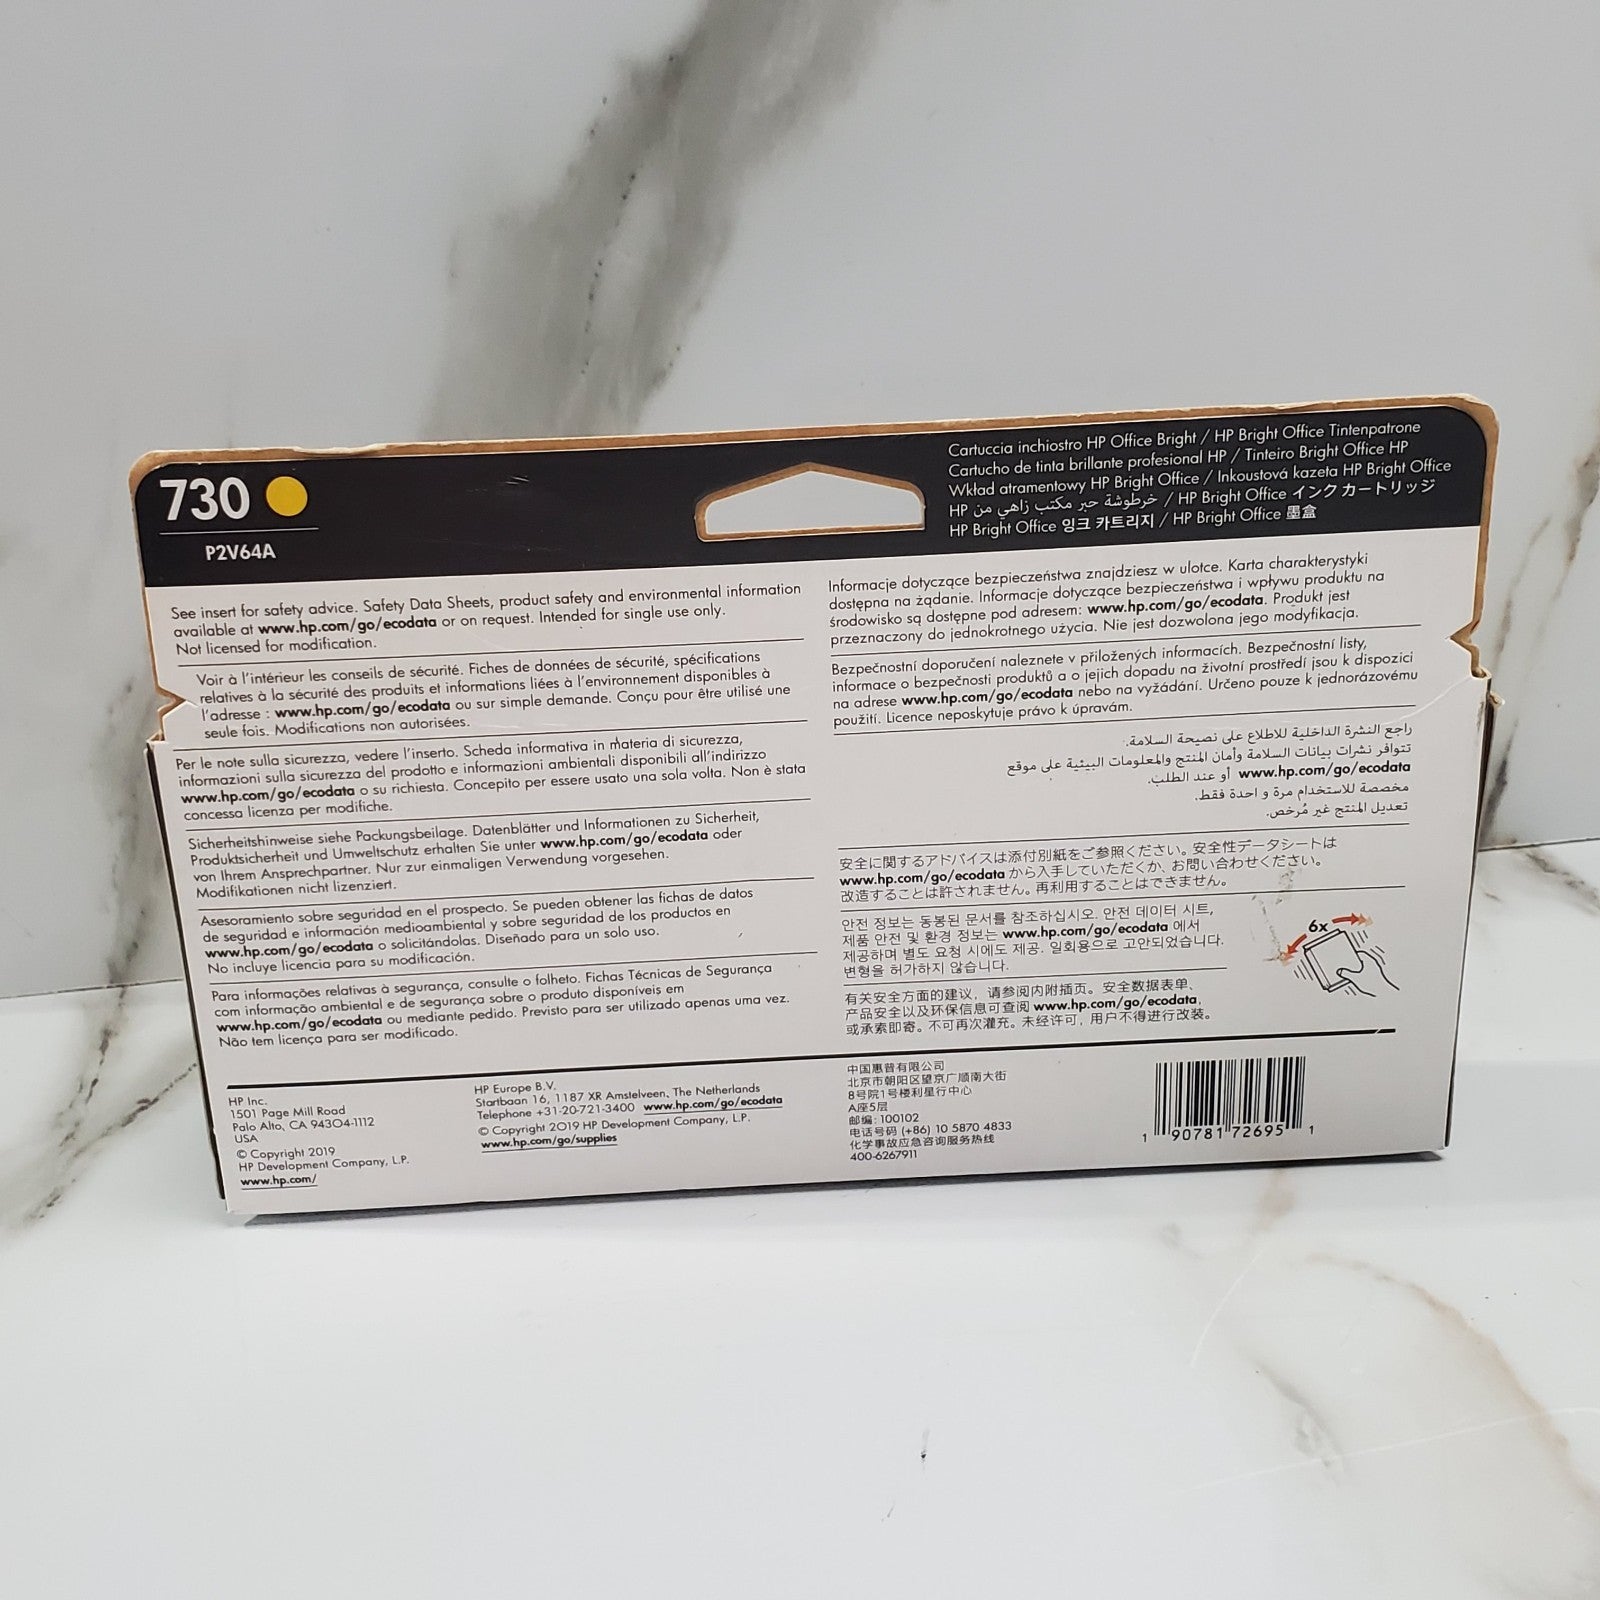 730
P2V64A
Cartuccia inchiostro HP Office Bright / HP Bright Office Tintenpatrone
Cartucho de tinta brillante profesional HP / Tinteiro Bright Office HP
Wkład atramentowy HP Bright Office / Inkoustová kazeta HP Bright Office
HP خرطوشة حبر مكتب زاهي من / HP Bright Office インク カートリッジ
HP Bright Office 잉크 카트리지 / HP Bright Office 墨盒
See insert for safety advice. Safety Data Sheets, product safety and environmental information
available at www.hp.com/go/ecodata or on request. Intended for single use only.
Not licensed for modification.
Voir à l'intérieur les conseils de sécurité. Fiches de données de sécurité, spécifications
relatives à la sécurité des produits et informations liées à l'environnement disponibles à
l'adresse : www.hp.com/go/ecodata ou sur simple demande. Conçu pour être utilisé une
seule fois. Modifications non autorisées.
Per le note sulla sicurezza, vedere l'inserto. Scheda informativa in materia di sicurezza,
informazioni sulla sicurezza del prodotto e informazioni ambientali disponibili all'indirizzo
www.hp.com/go/ecodata o su richiesta. Concepito per essere usato una sola volta. Non è stata
concessa licenza per modifiche.
Sicherheitshinweise siehe Packungsbeilage. Datenblätter und Informationen zu Sicherheit,
Produktsicherheit und Umweltschutz erhalten Sie unter www.hp.com/go/ecodata oder
von Ihrem Ansprechpartner. Nur zur einmaligen Verwendung vorgesehen.
Modifikationen nicht lizenziert.
Asesoramiento sobre seguridad en el prospecto. Se pueden obtener las fichas de datos
de seguridad e información medioambiental y sobre seguridad de los productos en
www.hp.com/go/ecodata o solicitándolas. Diseñado para un solo uso.
No incluye licencia para su modificación.
Para informações relativas à segurança, consulte o folheto. Fichas Técnicas de Segurança
com informação ambiental e de segurança sobre o produto disponíveis em
www.hp.com/go/ecodata ou mediante pedido. Previsto para ser utilizado apenas uma vez.
Não tem licença para ser modificado.
Informacje dotyczące bezpieczeństwa znajdziesz w ulotce. Karta charakterystyki
dostępna na żądanie. Informacje dotyczące bezpieczeństwa i wpływu produktu na
środowisko są dostępne pod adresem: www.hp.com/go/ecodata. Produkt jest
przeznaczony do jednokrotnego użycia. Nie jest dozwolona jego modyfikacja.
Bezpečnostní doporučení naleznete v přiložených informacích. Bezpečnostní listy,
informace o bezpečnosti produktů a o jejich dopadu na životní prostředí jsou k dispozici
na adrese www.hp.com/go/ecodata nebo na vyžádání. Určeno pouze k jednorázovému
použití. Licence neposkytuje právo k úpravám.
راجع النشرة الداخلية للاطلاع على نصيحة السلامة.
تتوافر نشرات بيانات السلامة وأمان المنتج والمعلومات البيئية على موقع
www.hp.com/go/ecodata أو عند الطلب.
مخصصة للاستخدام مرة و احدة فقط.
تعديل المنتج غير مُرخص.
安全に関するアドバイスは添付別紙をご参照ください。安全性データシートは
www.hp.com/go/ecodata から入手していただくか、お問い合わせください。
改造することは許されません。再利用することはできません。
안전 정보는 동봉된 문서를 참조하십시오. 안전 데이터 시트,
제품 안전 및 환경 정보는 www.hp.com/go/ecodata 에서
제공하며 별도 요청 시에도 제공. 일회용으로 고안되었습니다.
변형을 허가하지 않습니다.
有关安全方面的建议，请参阅内附插页。安全数据表单、
产品安全以及环保信息可查阅 www.hp.com/go/ecodata，
或承索即寄。不可再次灌充。未经许可，用户不得进行改装。
6x
HP Inc.
1501 Page Mill Road
Palo Alto, CA 94304-1112
USA
© Copyright 2019
HP Development Company, L.P.
www.hp.com/
HP Europe B.V.
Startbaan 16, 1187 XR Amstelveen, The Netherlands
Telephone +31-20-721-3400 www.hp.com/go/ecodata
© Copyright 2019 HP Development Company, L.P.
www.hp.com/go/supplies
中国惠普有限公司
北京市朝阳区望京广顺南大街
8号院1号楼利星行中心
A座5层
邮编: 100102
电话号码 (+86) 10 5870 4833
化学事故应急咨询服务热线
400-6267911
1 90781 72695 1